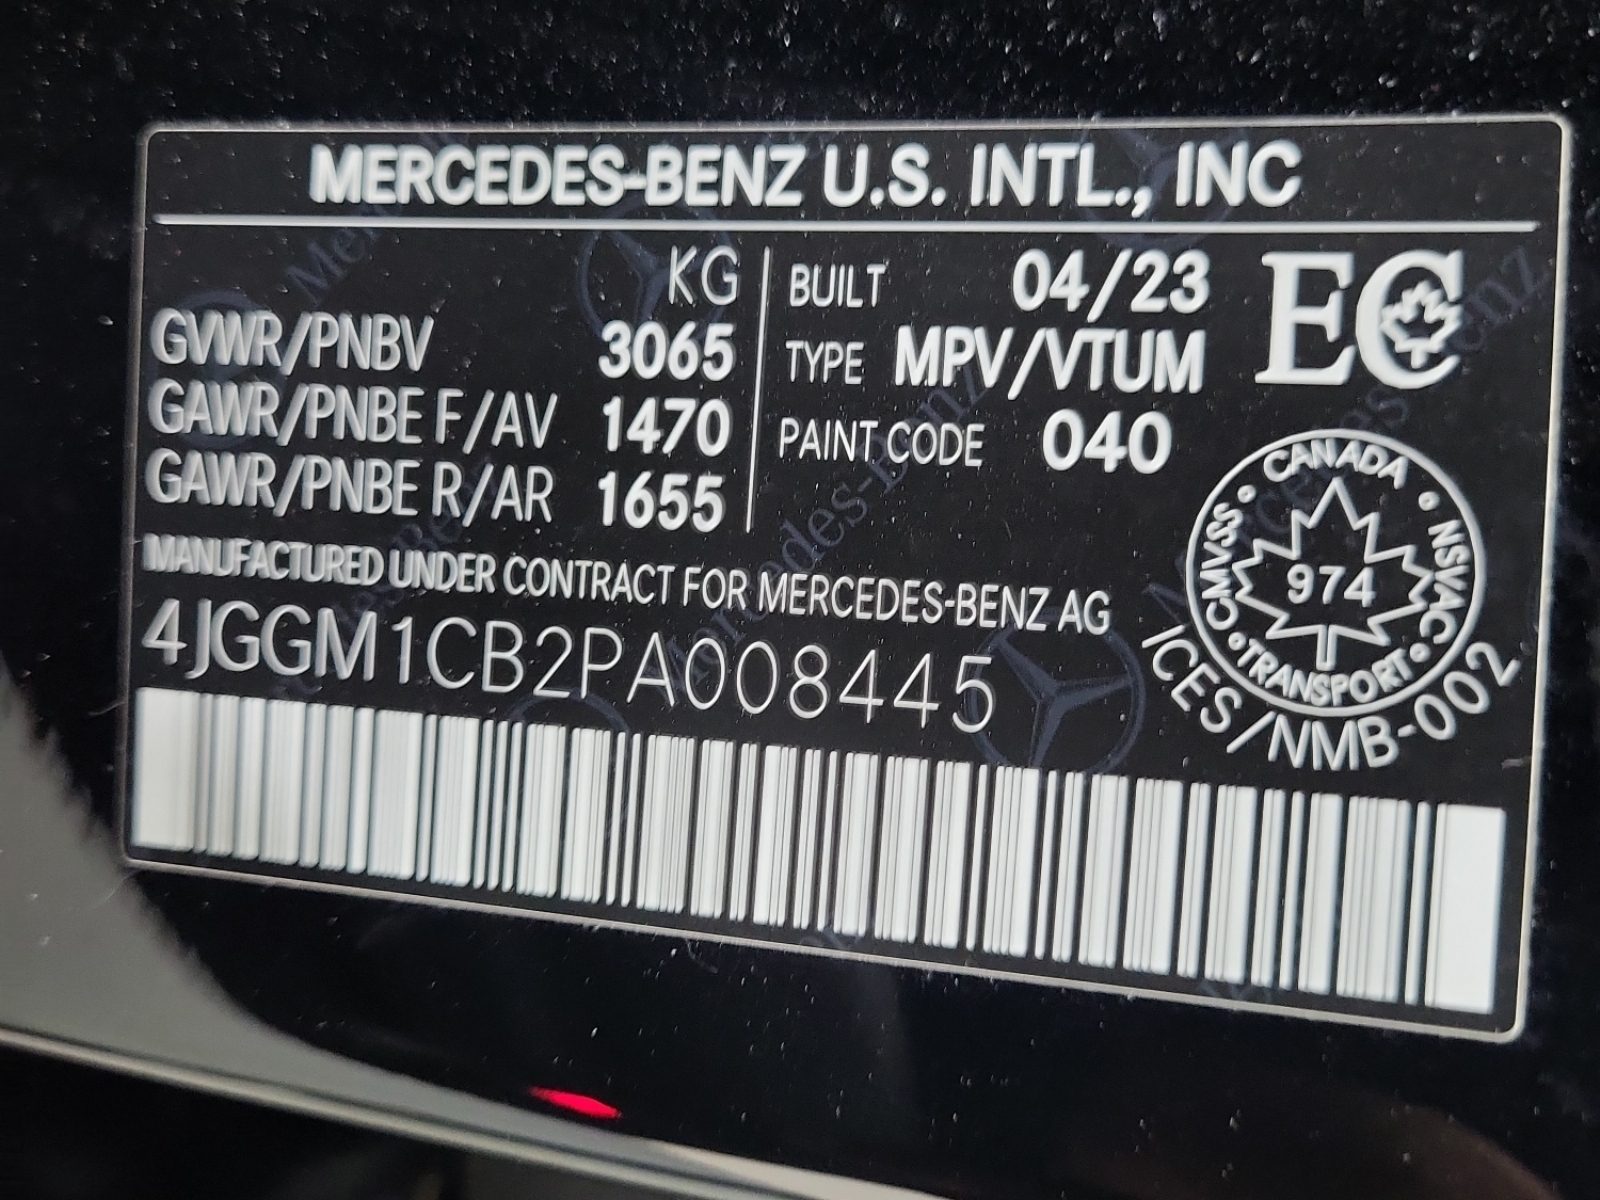 MERCEDES-BENZ U.S. INTL., INC
KG
GVWR/PNBV 3065
GAWR/PNBE F/AV 1470
GAWR/PNBE R/AR 1655
BUILT 04/23
TYPE MPV/VTUM
PAINT CODE 040
EC
MANUFACTURED UNDER CONTRACT FOR MERCEDES-BENZ AG
4JGGM1CB2PA008445
CANADA • NSVAC • TRANSPORT • CMVSS •
974
ICES/NMB-002
Mercedes-Benz